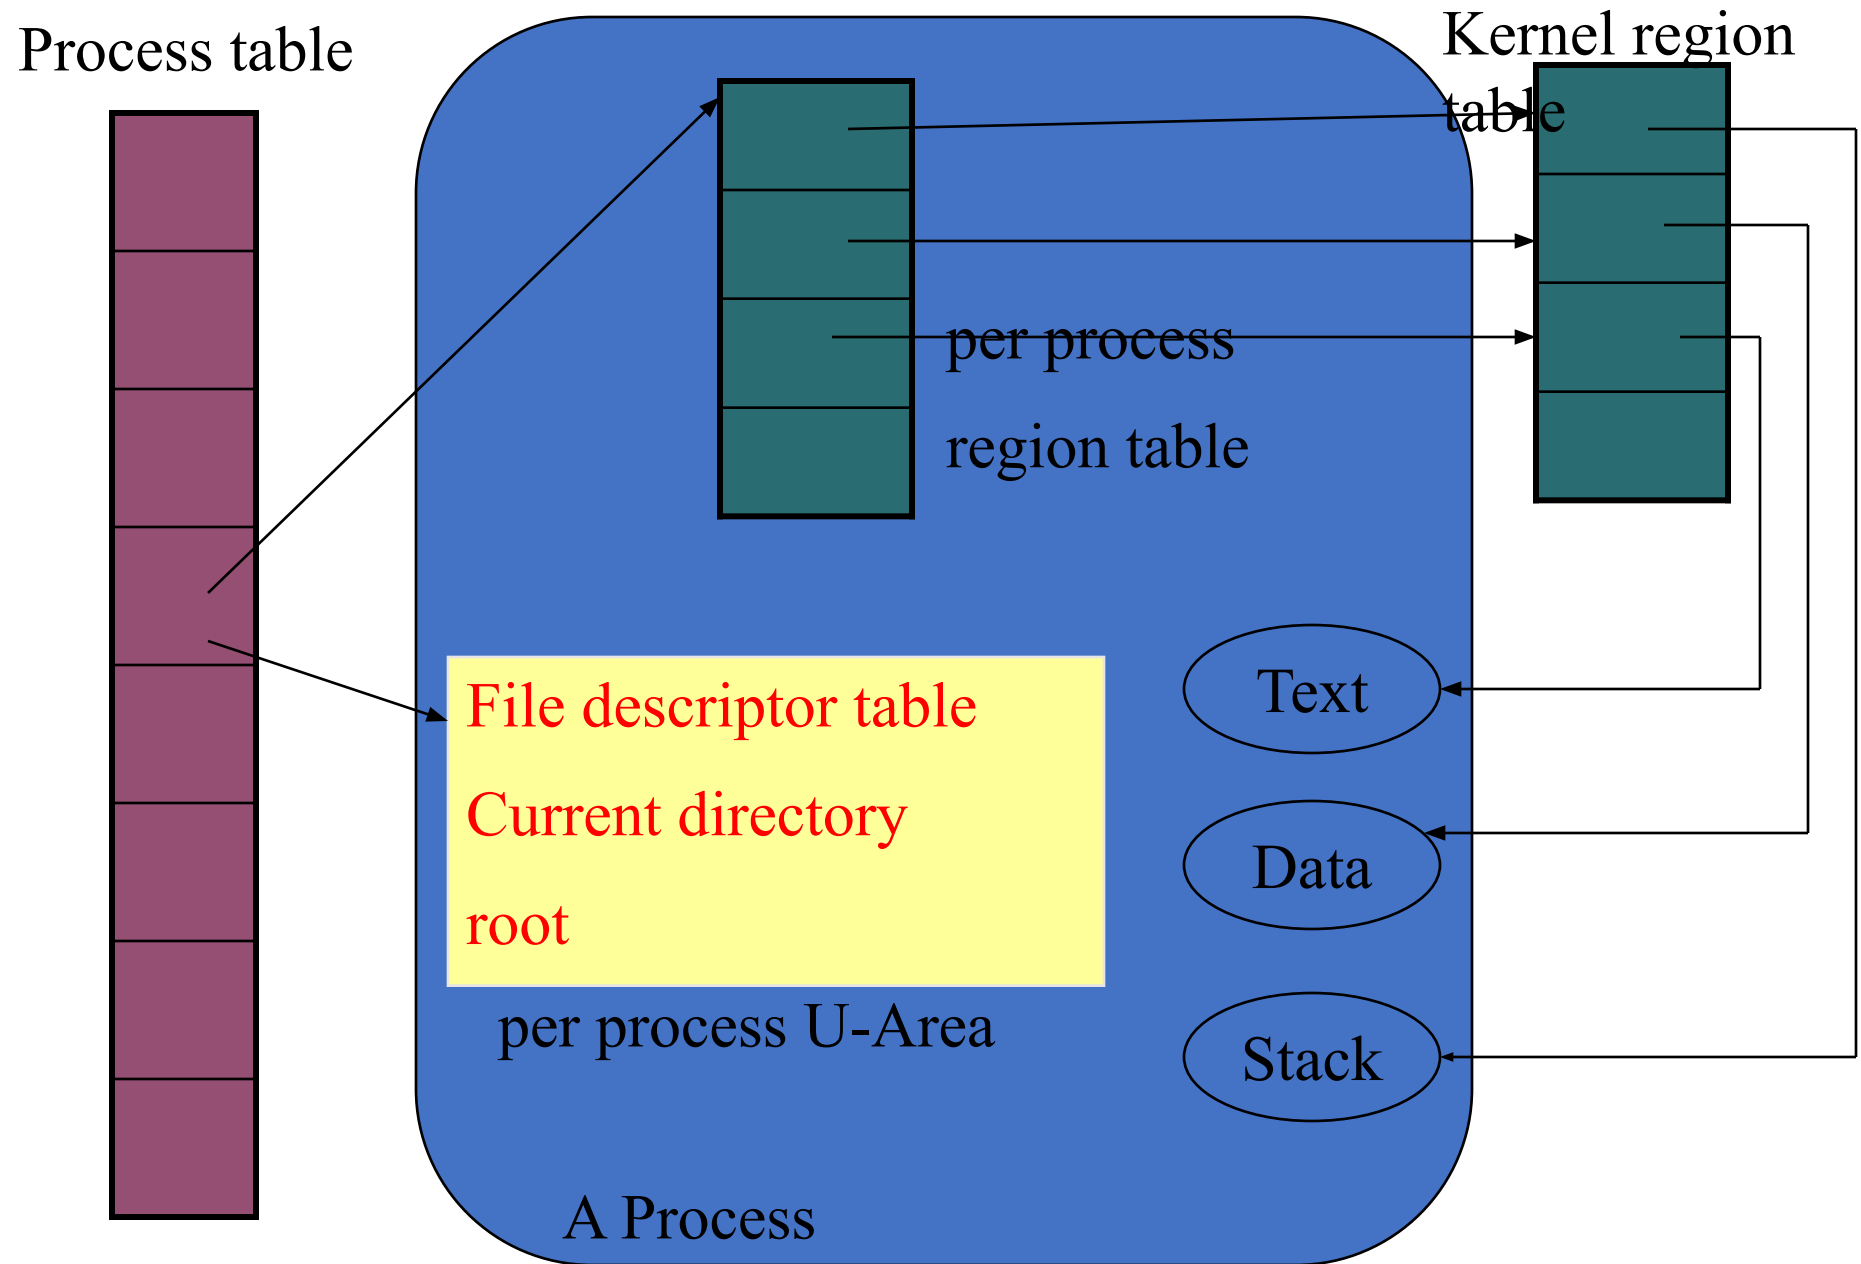 Process table
Kernel region
table
per process
region table
File descriptor table
Current directory
root
per process U-Area
Text
Data
Stack
A Process